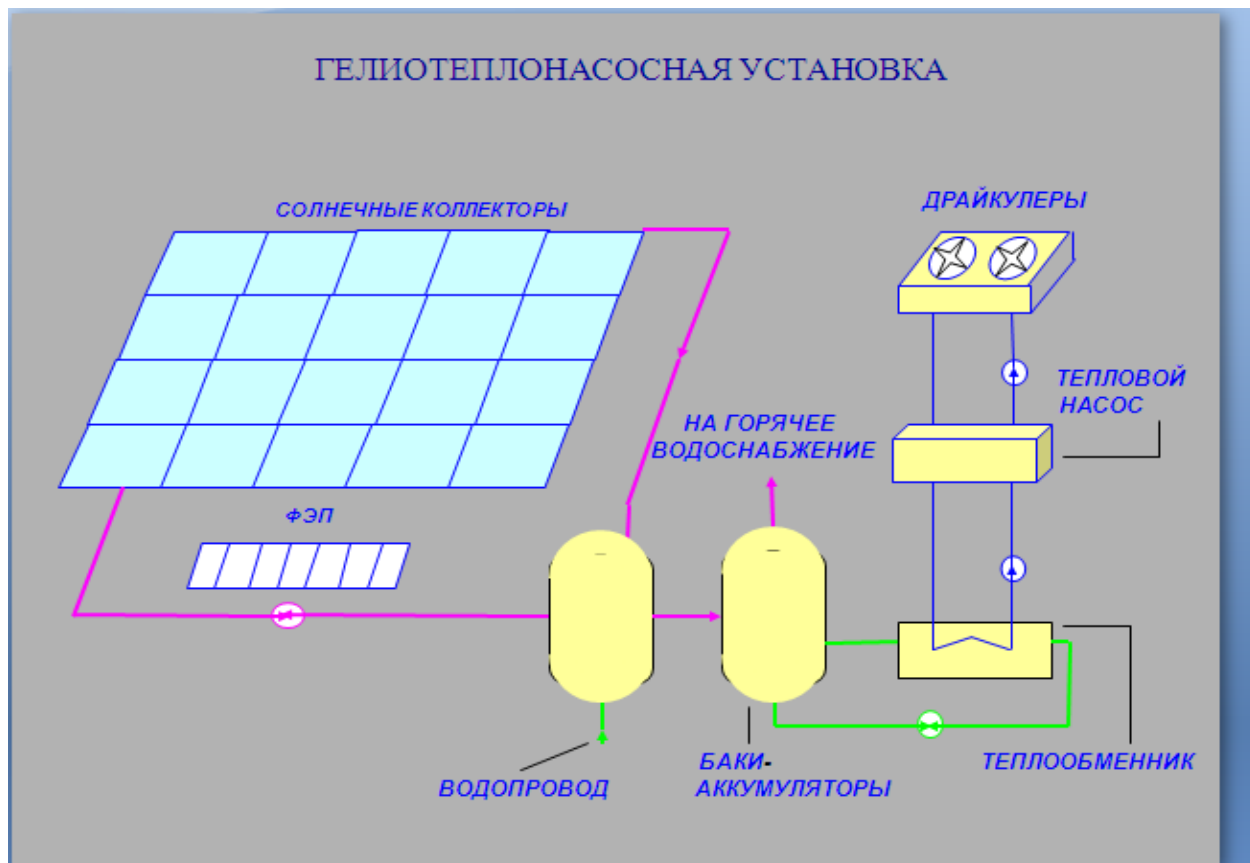 ГЕЛИОТЕПЛОНАСОСНАЯ УСТАНОВКА
СОЛНЕЧНЫЕ КОЛЛЕКТОРЫ
ДРАЙКУЛЕРЫ
ТЕПЛОВОЙ
НАСОС
НА ГОРЯЧЕЕ
ВОДОСНАБЖЕНИЕ
ФЭП
ВОДОПРОВОД
БАКИ-
АККУМУЛЯТОРЫ
ТЕПЛООБМЕННИК